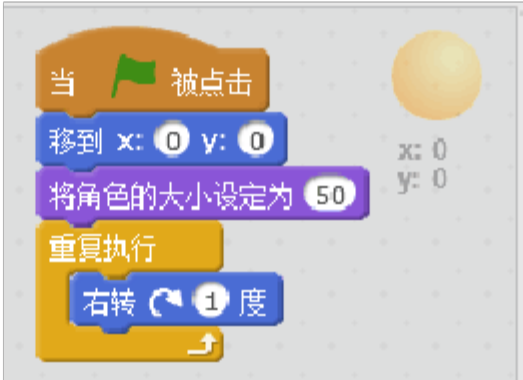 当 被点击
移到 x: 0 y: 0
将角色的大小设定为 50
重复执行
右转 1 度
x: 0
y: 0